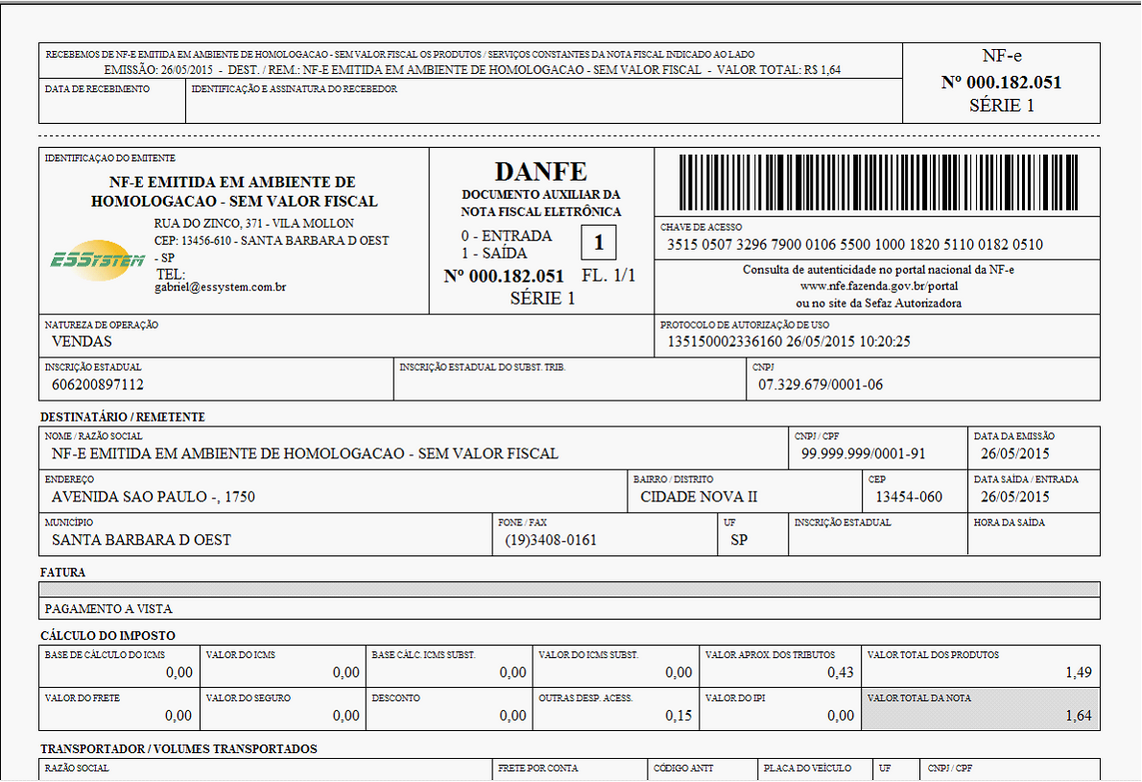 RECEBEMOS DE NF-E EMITIDA EM AMBIENTE DE HOMOLOGACAO - SEM VALOR FISCAL OS PRODUTOS / SERVIÇOS CONSTANTES DA NOTA FISCAL INDICADO AO LADO
EMISSÃO: 26/05/2015 - DEST. / REM.: NF-E EMITIDA EM AMBIENTE DE HOMOLOGACAO - SEM VALOR FISCAL - VALOR TOTAL: R$ 1,64
DATA DE RECEBIMENTO
IDENTIFICAÇÃO E ASSINATURA DO RECEBEDOR
NF-e
Nº 000.182.051
SÉRIE 1
IDENTIFICAÇAO DO EMITENTE
NF-E EMITIDA EM AMBIENTE DE
HOMOLOGACAO - SEM VALOR FISCAL
ESSYSTEM
RUA DO ZINCO, 371 - VILA MOLLON
CEP: 13456-610 - SANTA BARBARA D OEST
- SP
TEL:
gabriel@essystem.com.br
DANFE
DOCUMENTO AUXILIAR DA
NOTA FISCAL ELETRÔNICA
0 - ENTRADA
1 - SAÍDA
1
Nº 000.182.051 FL. 1/1
SÉRIE 1
CHAVE DE ACESSO
3515 0507 3296 7900 0106 5500 1000 1820 5110 0182 0510
Consulta de autenticidade no portal nacional da NF-e
www.nfe.fazenda.gov.br/portal
ou no site da Sefaz Autorizadora
NATUREZA DE OPERAÇÃO
VENDAS
PROTOCOLO DE AUTORIZAÇÃO DE USO
135150002336160 26/05/2015 10:20:25
INSCRIÇÃO ESTADUAL
606200897112
INSCRIÇÃO ESTADUAL DO SUBST. TRIB.
CNPJ
07.329.679/0001-06
DESTINATÁRIO / REMETENTE
NOME / RAZÃO SOCIAL
NF-E EMITIDA EM AMBIENTE DE HOMOLOGACAO - SEM VALOR FISCAL
CNPJ / CPF
99.999.999/0001-91
DATA DA EMISSÃO
26/05/2015
ENDEREÇO
AVENIDA SAO PAULO -, 1750
BAIRRO / DISTRITO
CIDADE NOVA II
CEP
13454-060
DATA SAÍDA / ENTRADA
26/05/2015
MUNICÍPIO
SANTA BARBARA D OEST
FONE / FAX
(19)3408-0161
UF
SP
INSCRIÇÃO ESTADUAL
HORA DA SAÍDA
FATURA
PAGAMENTO A VISTA
CÁLCULO DO IMPOSTO
BASE DE CÁLCULO DO ICMS
0,00
VALOR DO ICMS
0,00
BASE CÁLC. ICMS SUBST.
0,00
VALOR DO ICMS SUBST.
0,00
VALOR APROX. DOS TRIBUTOS
0,43
VALOR TOTAL DOS PRODUTOS
1,49
VALOR DO FRETE
0,00
VALOR DO SEGURO
0,00
DESCONTO
0,00
OUTRAS DESP. ACESS.
0,15
VALOR DO IPI
0,00
VALOR TOTAL DA NOTA
1,64
TRANSPORTADOR / VOLUMES TRANSPORTADOS
RAZÃO SOCIAL
FRETE POR CONTA
CÓDIGO ANTT
PLACA DO VEÍCULO
UF
CNPJ / CPF